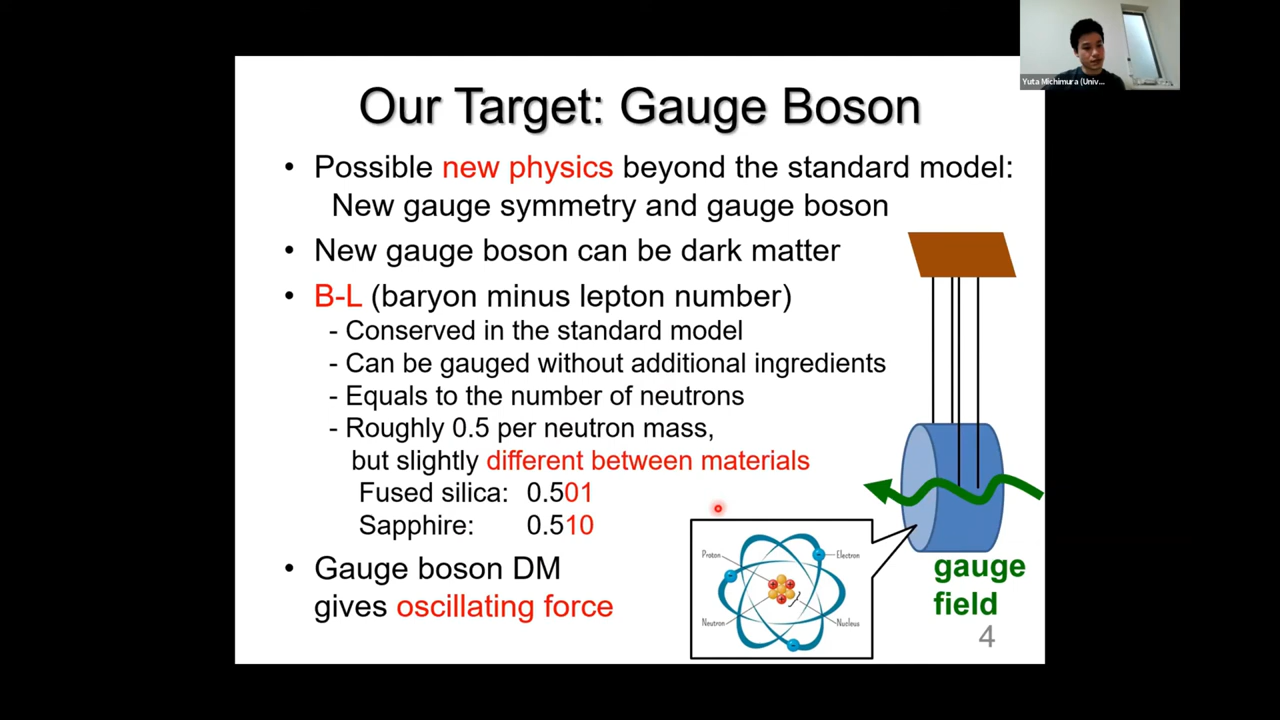 Yuta Michimura (Univ...
Our Target: Gauge Boson
• Possible new physics beyond the standard model:
New gauge symmetry and gauge boson
• New gauge boson can be dark matter
• B-L (baryon minus lepton number)
- Conserved in the standard model
- Can be gauged without additional ingredients
- Equals to the number of neutrons
- Roughly 0.5 per neutron mass,
but slightly different between materials
Fused silica: 0.501
Sapphire: 0.510
• Gauge boson DM
gives oscillating force
Proton
Electron
Neutron
Nucleus
gauge
field
4